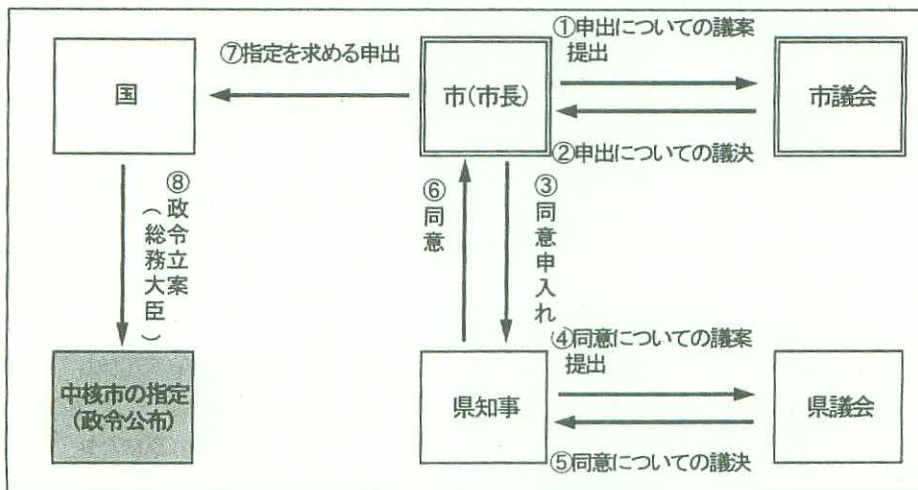 ①申出についての議案
提出
⑦指定を求める申出
国
市(市長)
市議会
②申出についての議決
⑧政令立案
(総務大臣)
⑥同意
③同意申入れ
④同意についての議案
提出
中核市の指定
(政令公布)
県知事
県議会
⑤同意についての議決